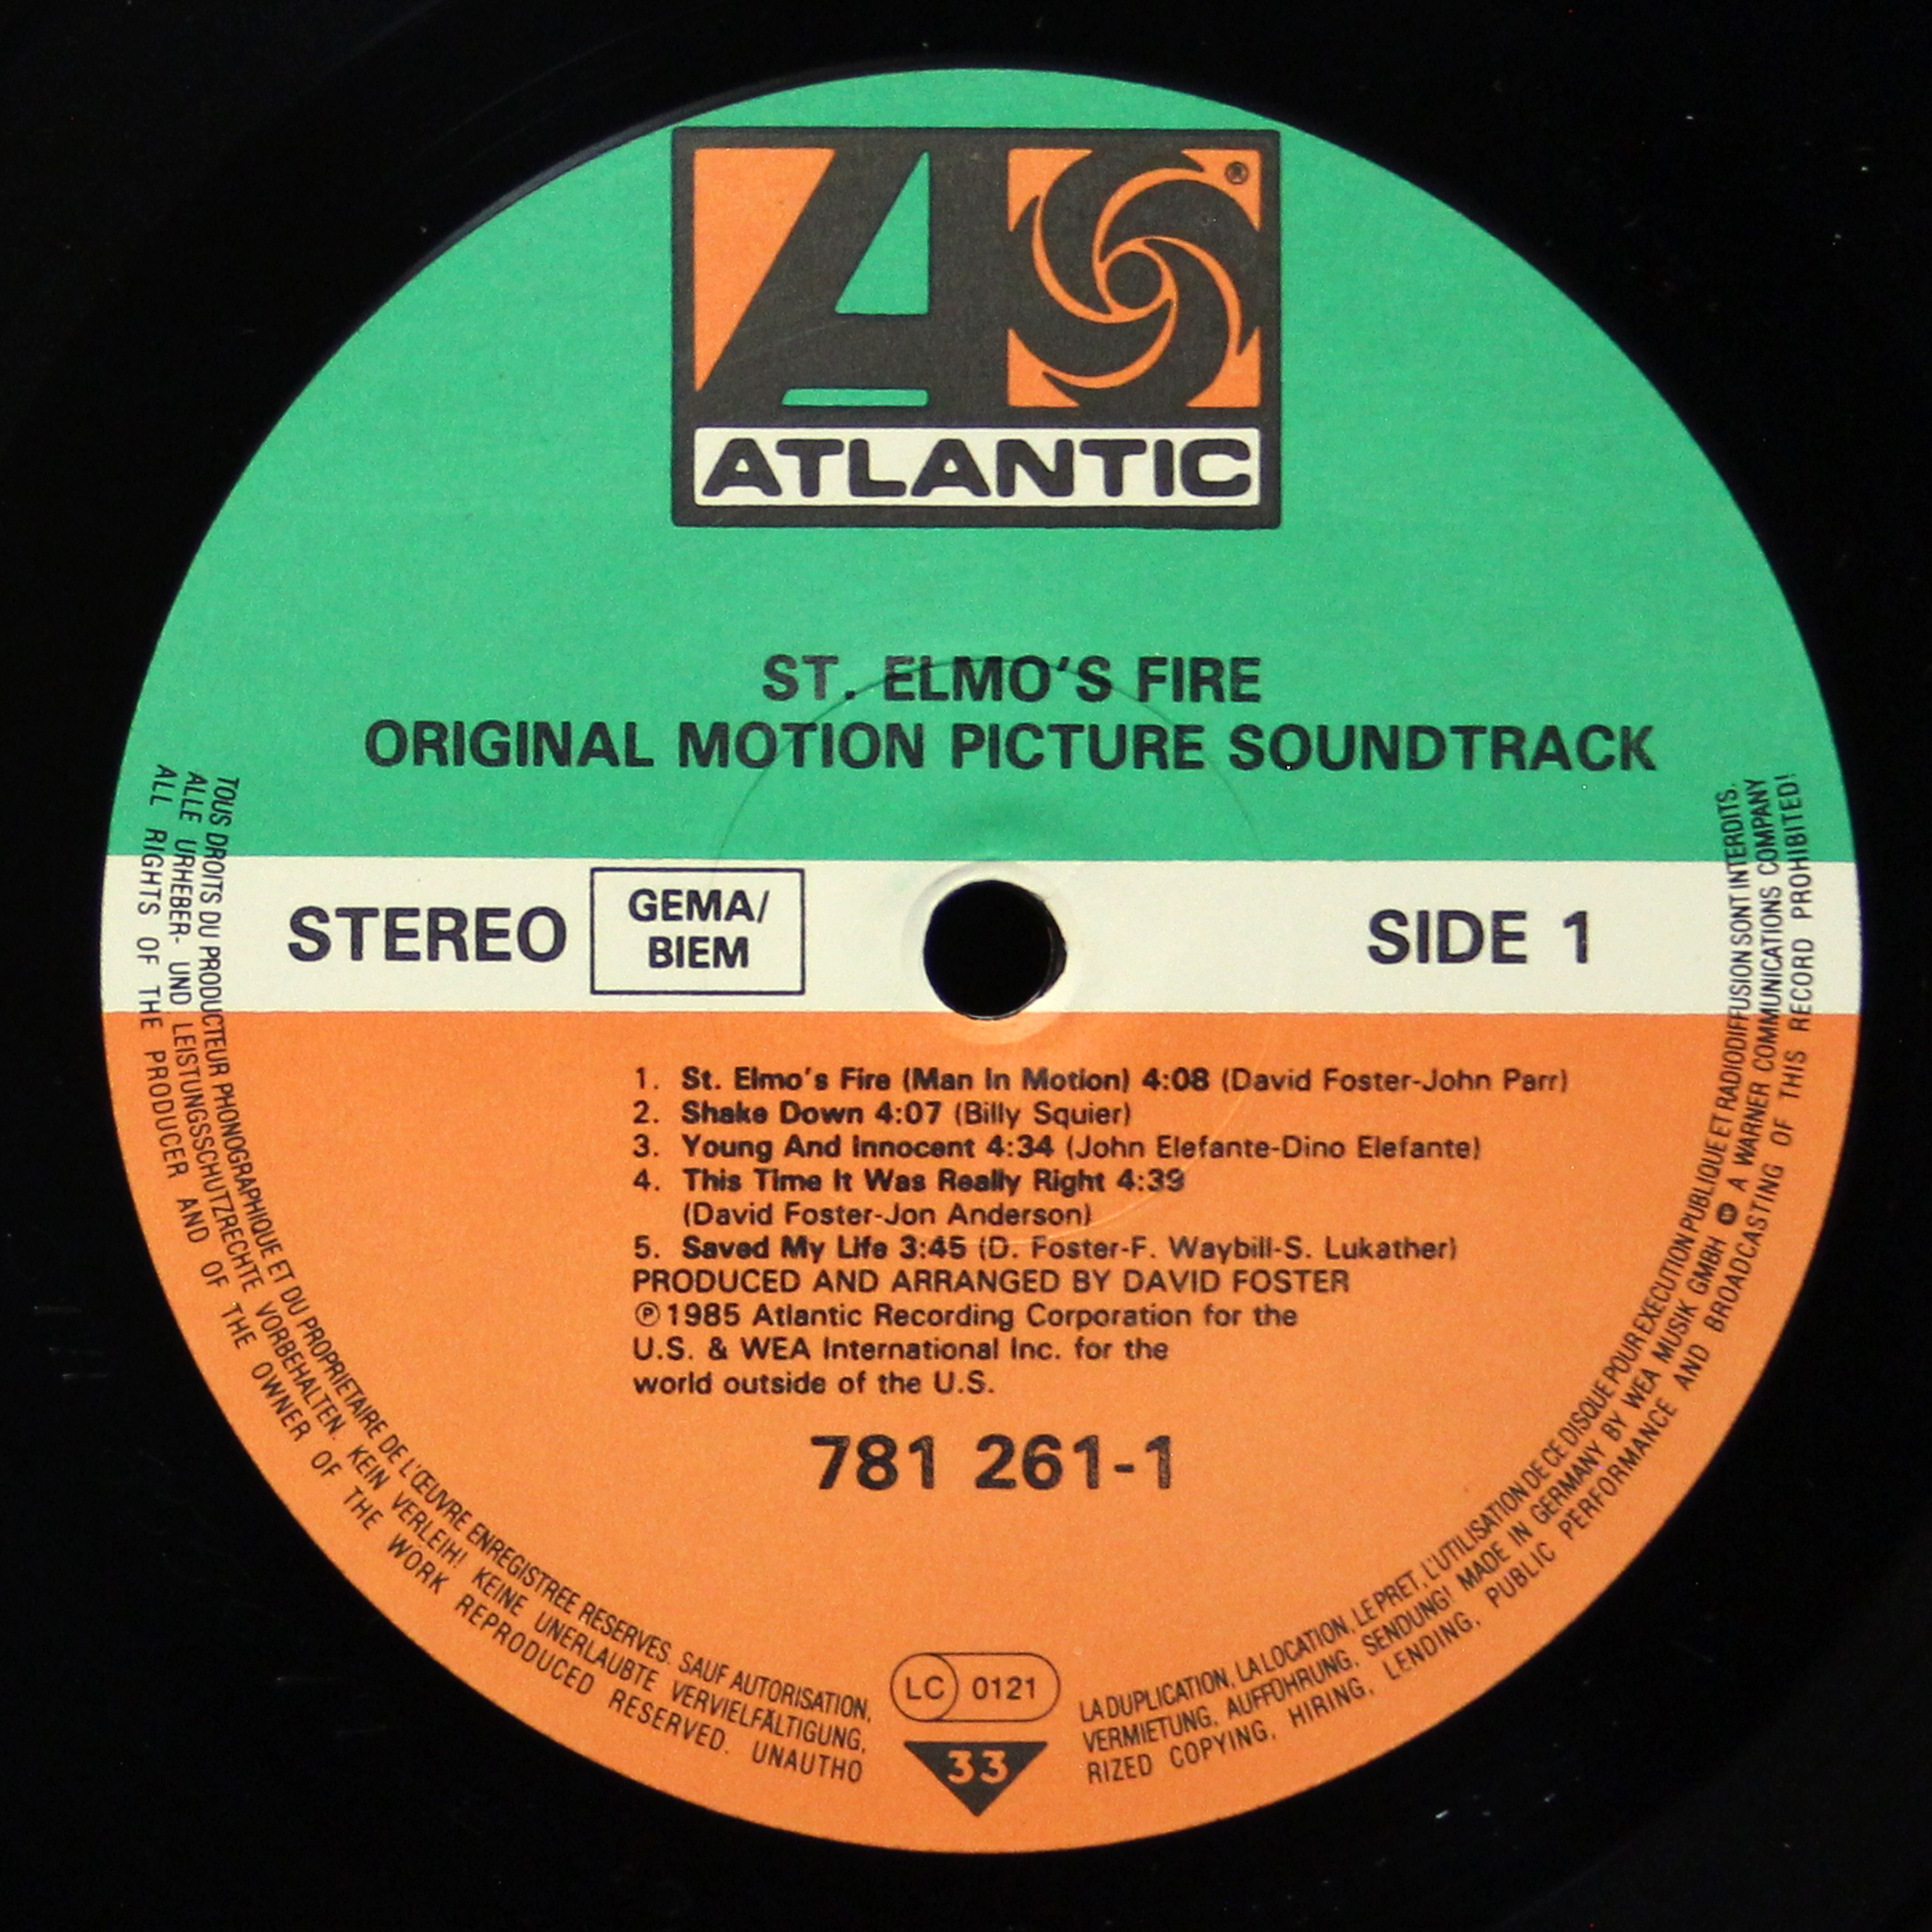 ®
ATLANTIC
ST. ELMO'S FIRE
ORIGINAL MOTION PICTURE SOUNDTRACK
STEREO
GEMA/
BIEM
SIDE 1
1. St. Elmo's Fire (Man In Motion) 4:08 (David Foster-John Parr)
2. Shake Down 4:07 (Billy Squier)
3. Young And Innocent 4:34 (John Elefante-Dino Elefante)
4. This Time It Was Really Right 4:39
(David Foster-Jon Anderson)
5. Saved My Life 3:45 (D. Foster-F. Waybill-S. Lukather)
PRODUCED AND ARRANGED BY DAVID FOSTER
℗1985 Atlantic Recording Corporation for the
U.S. & WEA International Inc. for the
world outside of the U.S.
781 261-1
LC 0121
33
TOUS DROITS DU PRODUCTEUR PHONOGRAPHIQUE ET DU PROPRIETAIRE DE L'ŒUVRE ENREGISTREE RESERVES. SAUF AUTORISATION, LA DUPLICATION, LA LOCATION, LE PRET, L'UTILISATION DE CE DISQUE POUR EXECUTION PUBLIQUE ET RADIODIFFUSION SONT INTERDITS.
ALLE URHEBER- UND LEISTUNGSSCHUTZRECHTE VORBEHALTEN. KEIN VERLEIH! KEINE UNERLAUBTE VERVIELFÄLTIGUNG, VERMIETUNG, AUFFÜHRUNG, SENDUNG! MADE IN GERMANY BY WEA MUSIK GMBH A WARNER COMMUNICATIONS COMPANY
ALL RIGHTS OF THE PRODUCER AND OF THE OWNER OF THE WORK REPRODUCED RESERVED. UNAUTHO RIZED COPYING, HIRING, LENDING, PUBLIC PERFORMANCE AND BROADCASTING OF THIS RECORD PROHIBITED!